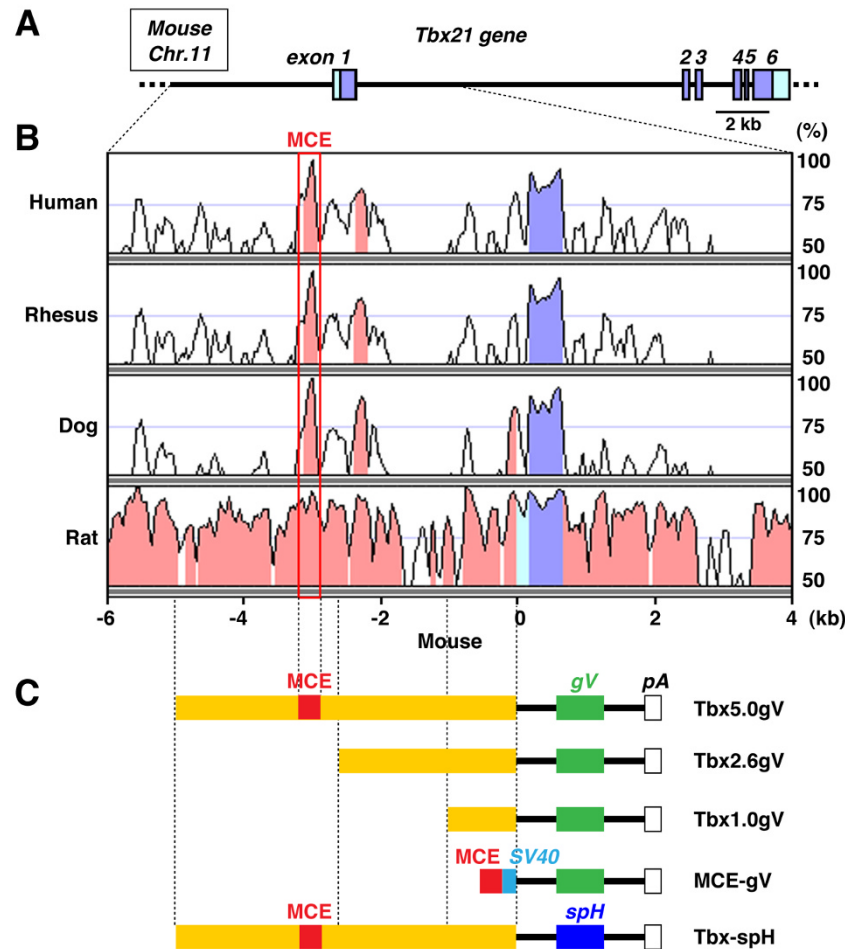 A
Mouse
Chr.11
Tbx21 gene
exon 1
2 3 45 6
2 kb
B
MCE
(%)
Human
100
75
50
Rhesus
100
75
50
Dog
100
75
50
Rat
100
75
50
-6 -4 -2 0 2 4 (kb)
Mouse
C
MCE gV pA Tbx5.0gV
Tbx2.6gV
Tbx1.0gV
MCE SV40 MCE-gV
MCE spH Tbx-spH